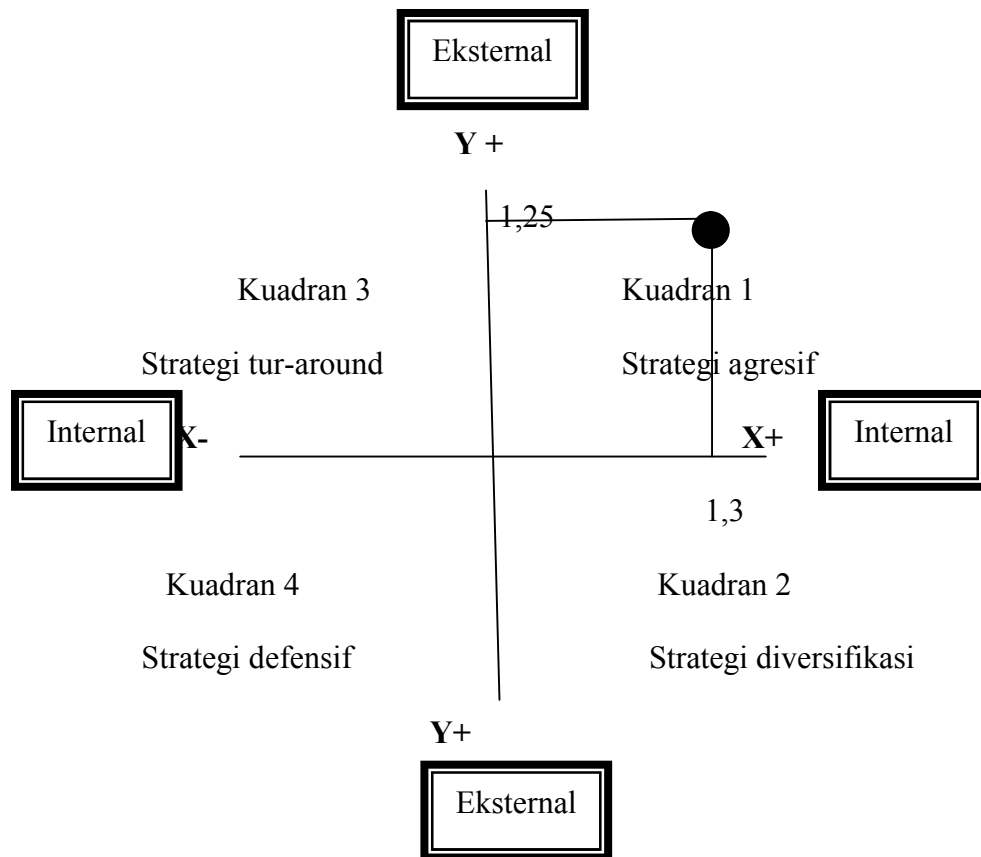 Eksternal
Y +
1,25
Kuadran 3
Kuadran 1
Strategi tur-around
Strategi agresif
Internal
X-
X+
Internal
1,3
Kuadran 4
Kuadran 2
Strategi defensif
Strategi diversifikasi
Y+
Eksternal